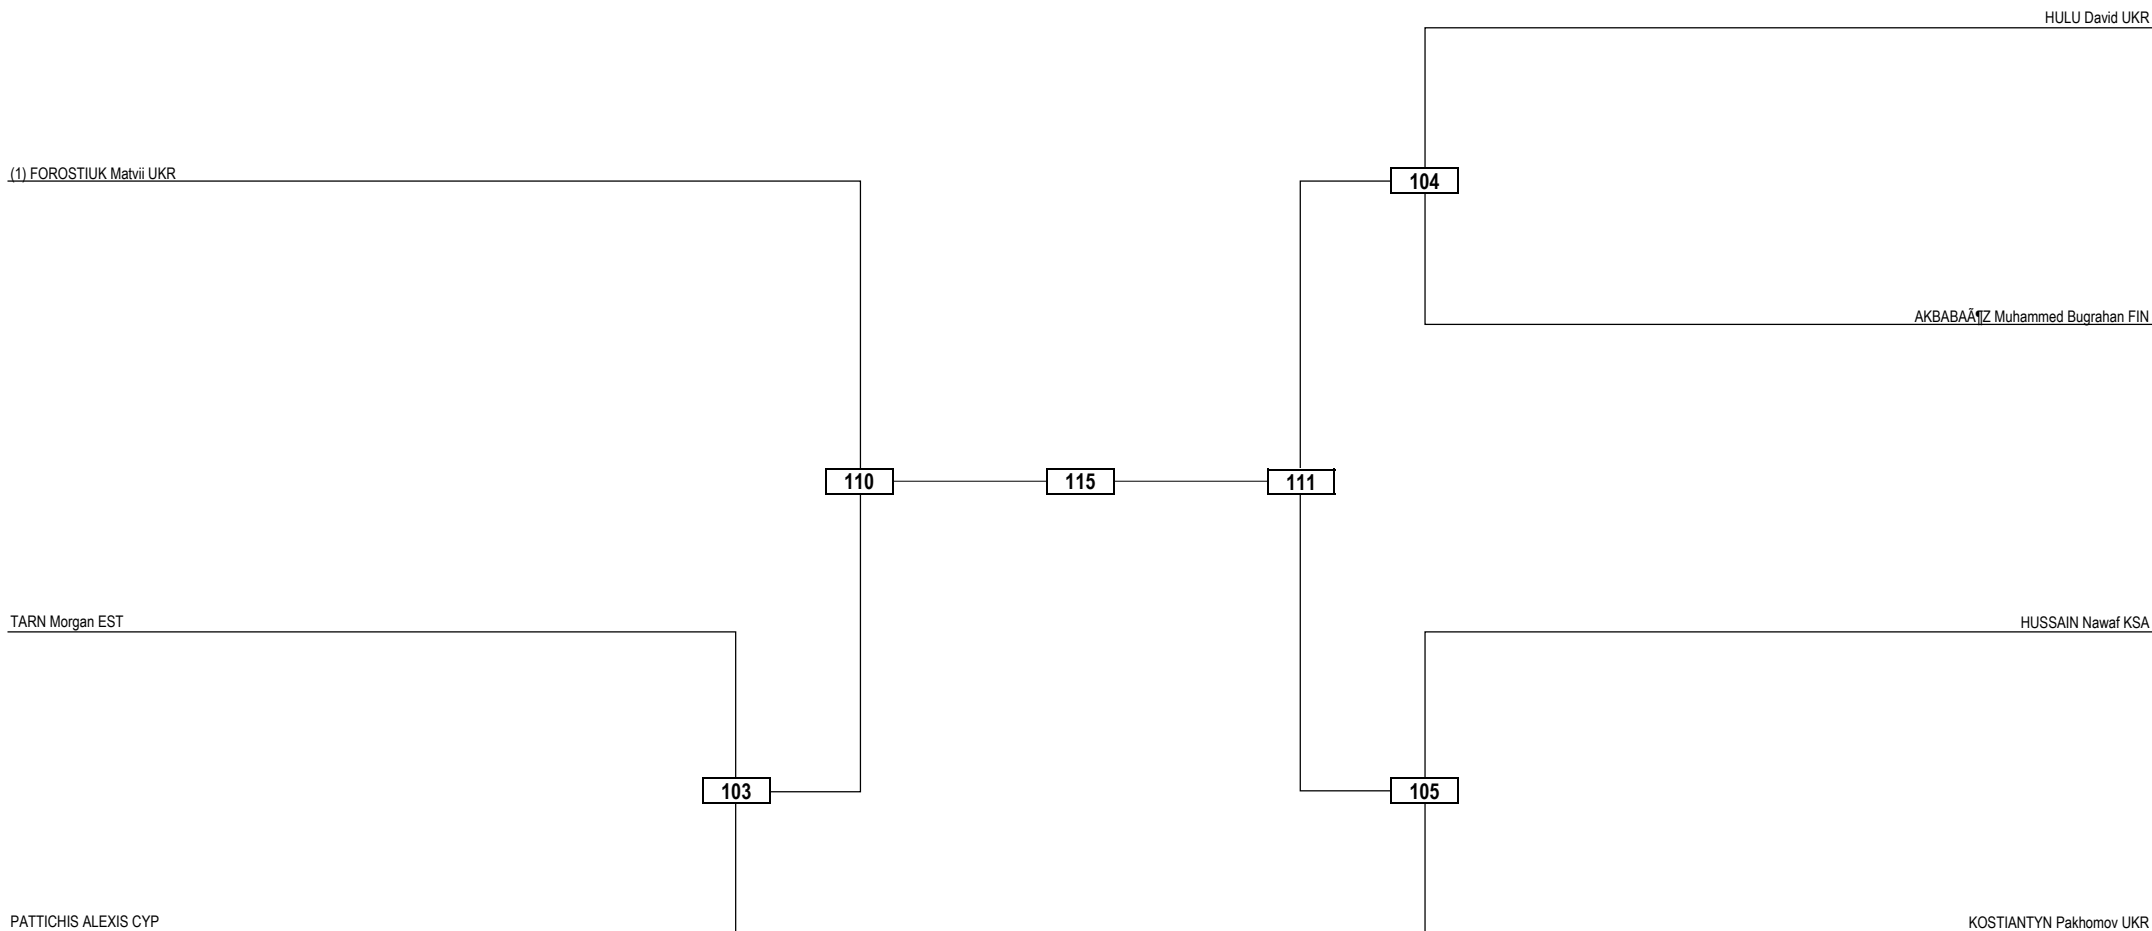 HULU David UKR
(1) FOROSTIUK Matvii UKR
104
AKBABAÃ¶Z Muhammed Bugrahan FIN
110
115
111
TARN Morgan EST
HUSSAIN Nawaf KSA
103
105
PATTICHIS ALEXIS CYP
KOSTIANTYN Pakhomov UKR